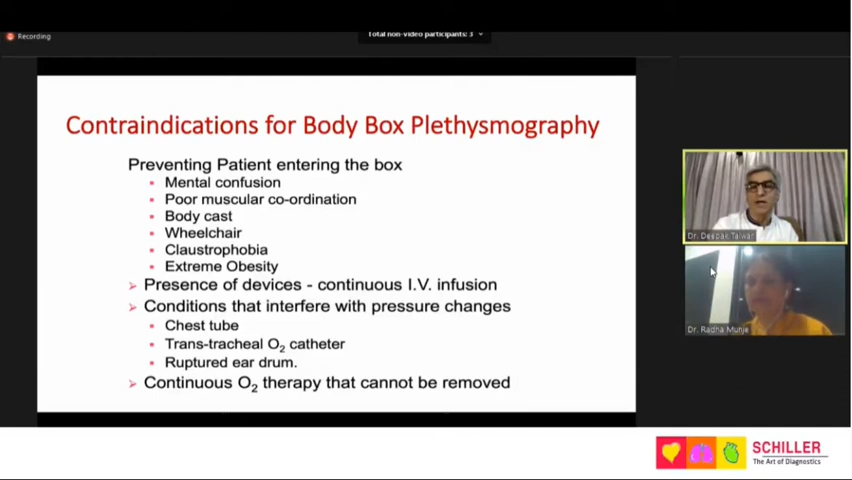 Recording
Total non-video participants: 3
Contraindications for Body Box Plethysmography
Preventing Patient entering the box
▪ Mental confusion
▪ Poor muscular co-ordination
▪ Body cast
▪ Wheelchair
▪ Claustrophobia
▪ Extreme Obesity
➢ Presence of devices - continuous I.V. infusion
➢ Conditions that interfere with pressure changes
▪ Chest tube
▪ Trans-tracheal O₂ catheter
▪ Ruptured ear drum.
➢ Continuous O₂ therapy that cannot be removed
Dr. Deepak Talwar
Dr. Radha Munje
SCHILLER
The Art of Diagnostics